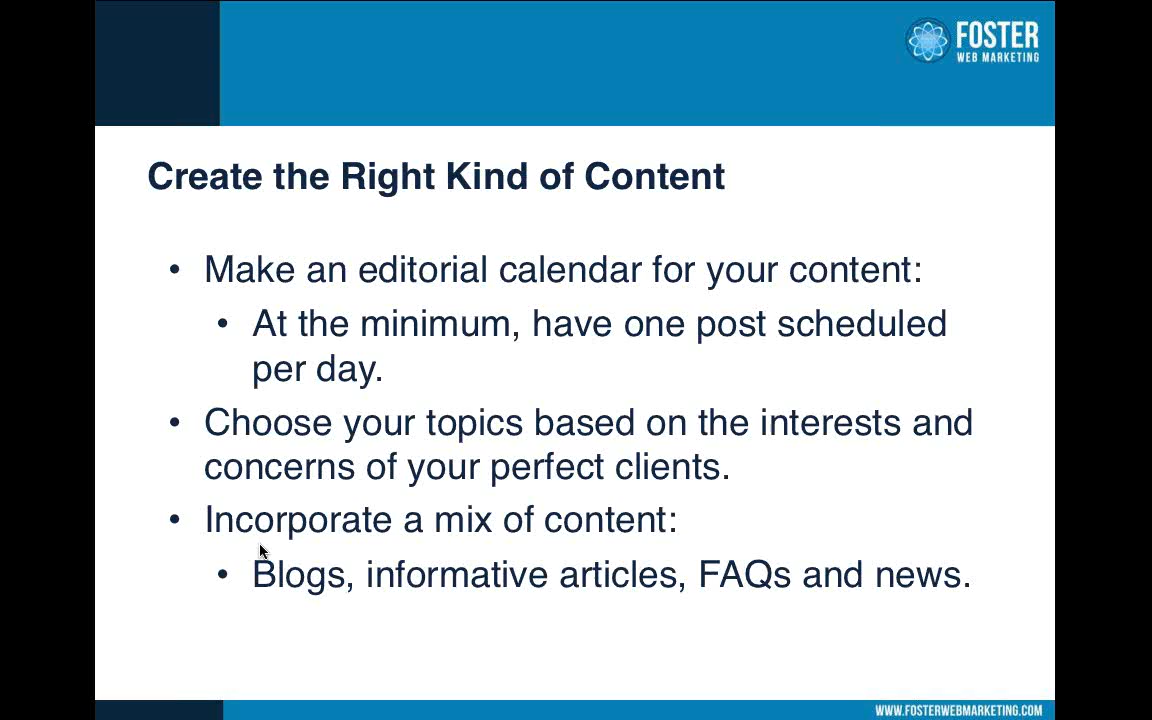 FOSTER
WEB MARKETING
Create the Right Kind of Content
• Make an editorial calendar for your content:
• At the minimum, have one post scheduled
per day.
• Choose your topics based on the interests and
concerns of your perfect clients.
• Incorporate a mix of content:
• Blogs, informative articles, FAQs and news.
WWW.FOSTERWEBMARKETING.COM